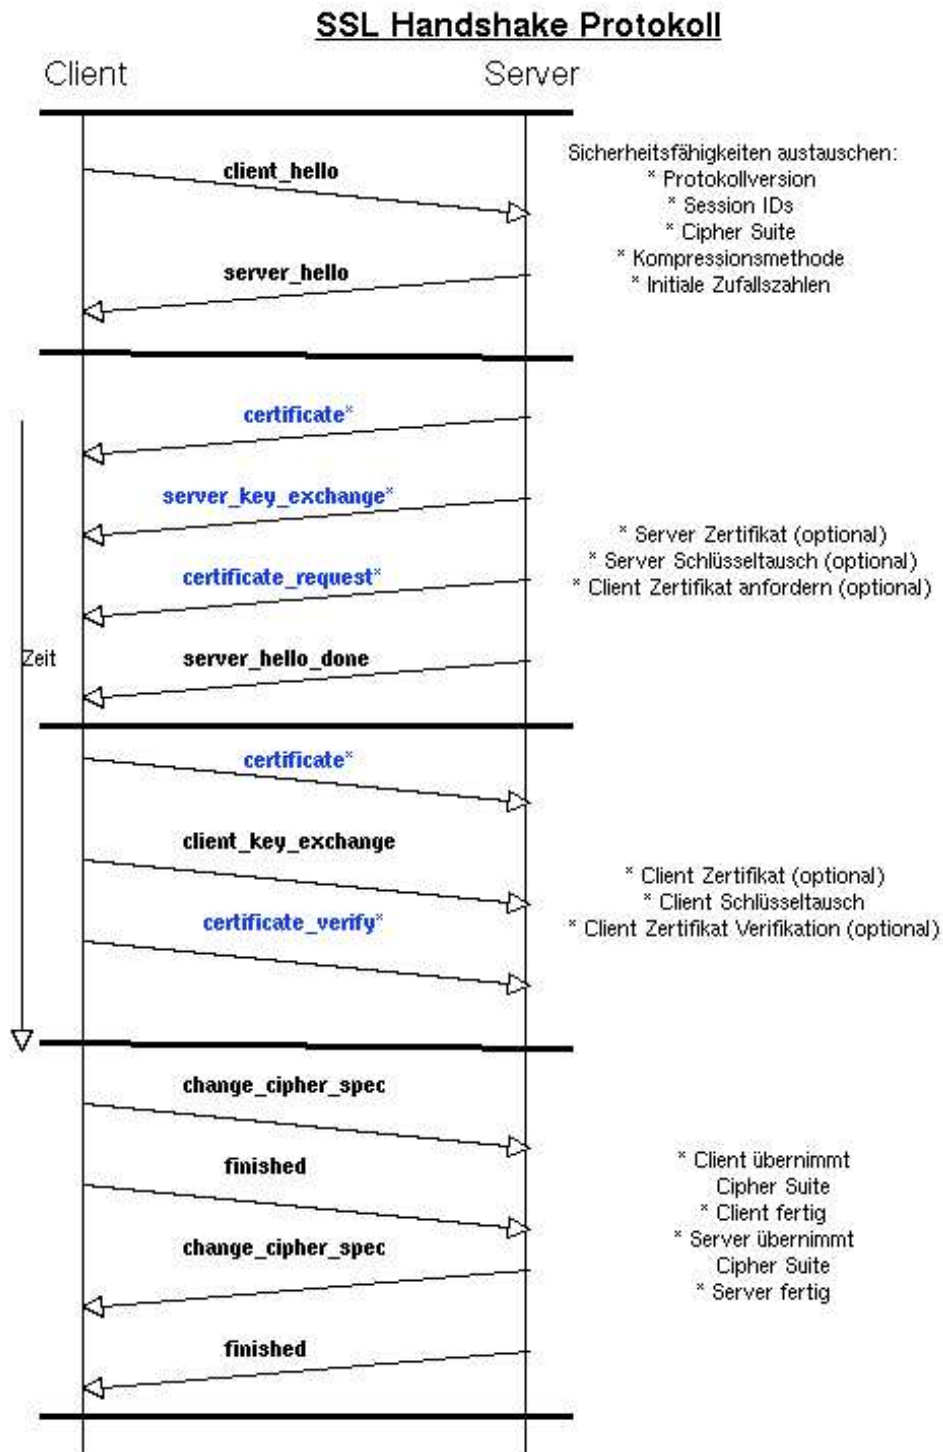 SSL Handshake Protokoll
Client
Server
client_hello
server_hello
Sicherheitsfähigkeiten austauschen:
* Protokollversion
* Session IDs
* Cipher Suite
* Kompressionsmethode
* Initiale Zufallszahlen
certificate*
server_key_exchange*
certificate_request*
server_hello_done
* Server Zertifikat (optional)
* Server Schlüsseltausch (optional)
* Client Zertifikat anfordern (optional)
Zeit
certificate*
client_key_exchange
certificate_verify*
* Client Zertifikat (optional)
* Client Schlüsseltausch
* Client Zertifikat Verifikation (optional)
change_cipher_spec
finished
change_cipher_spec
finished
* Client übernimmt
Cipher Suite
* Client fertig
* Server übernimmt
Cipher Suite
* Server fertig